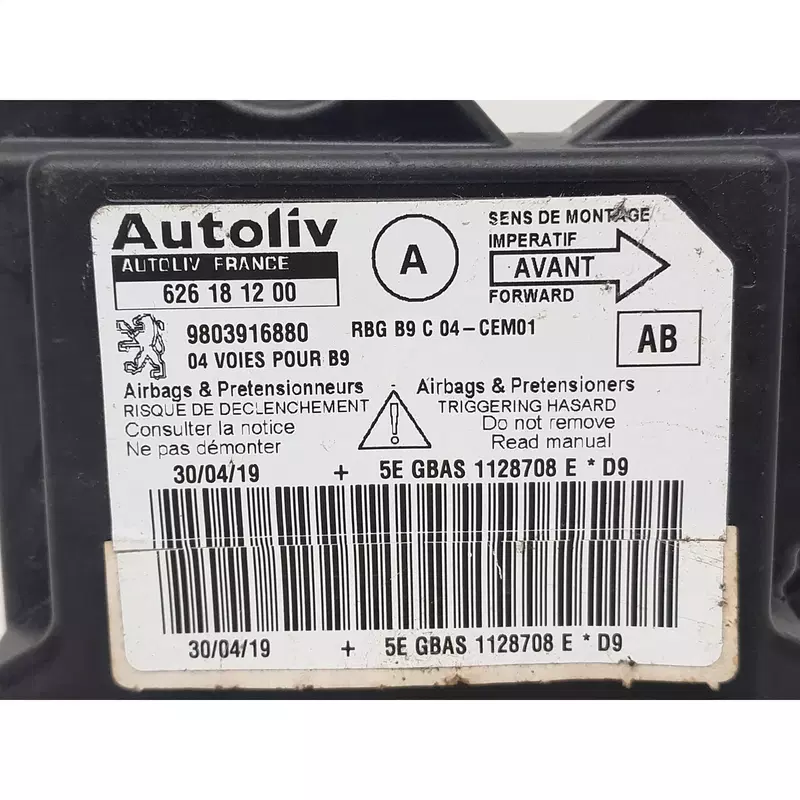 Autoliv
AUTOLIV FRANCE
626 18 12 00
A
SENS DE MONTAGE
IMPERATIF
AVANT
FORWARD
9803916880 RBG B9 C 04-CEM01
04 VOIES POUR B9
AB
Airbags & Pretensionneurs
RISQUE DE DECLENCHEMENT
Consulter la notice
Ne pas démonter
!
Airbags & Pretensioners
TRIGGERING HASARD
Do not remove
Read manual
30/04/19 + 5E GBAS 1128708 E * D9
30/04/19 + 5E GBAS 1128708 E * D9